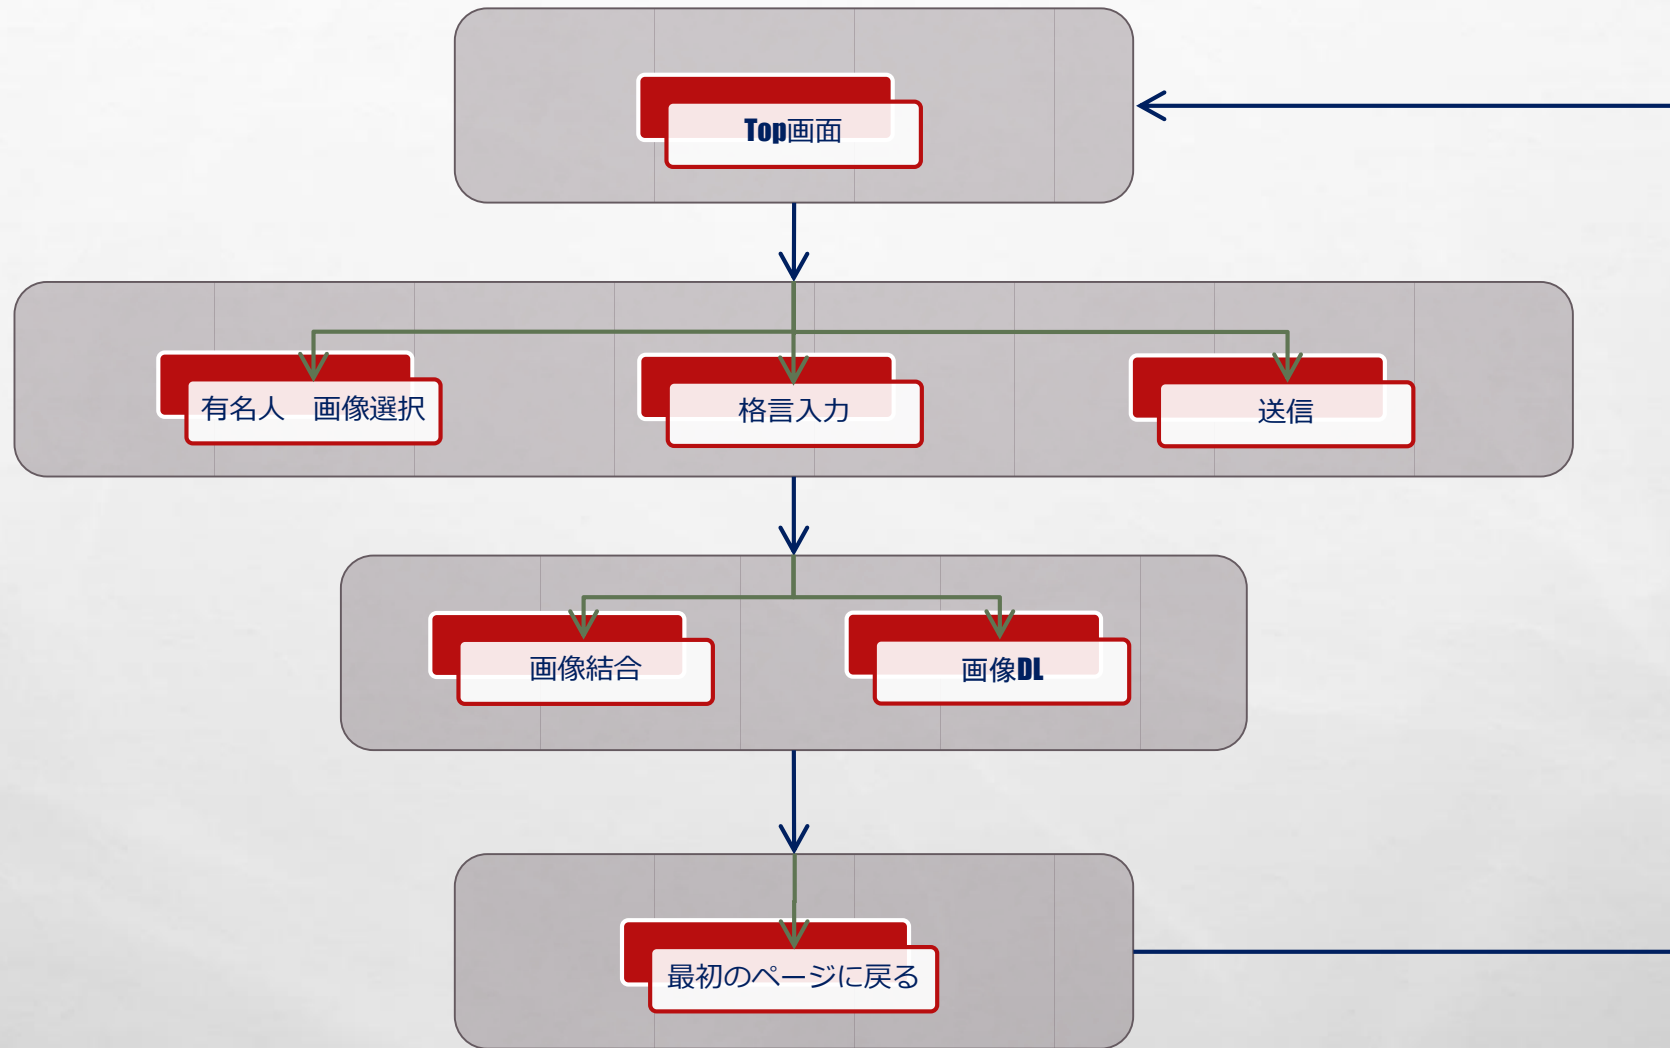 Top画面
有名人　画像選択
格言入力
送信
画像結合
画像DL
最初のページに戻る